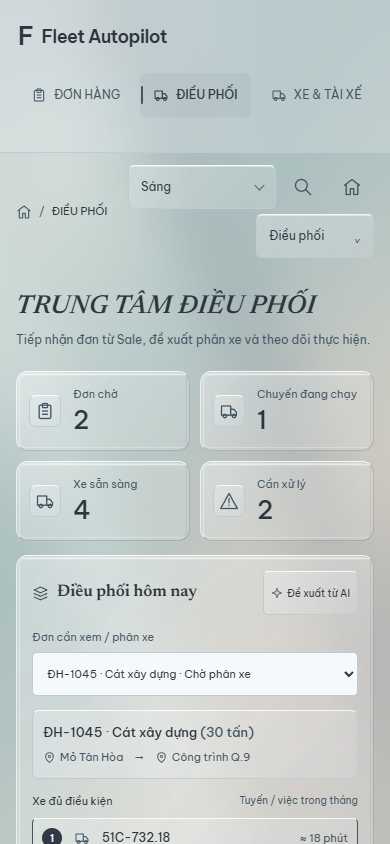 F Fleet Autopilot
ĐƠN HÀNG ĐIỀU PHỐI XE & TÀI XẾ
Sáng
/ ĐIỀU PHỐI
Điều phối
TRUNG TÂM ĐIỀU PHỐI
Tiếp nhận đơn từ Sale, đề xuất phân xe và theo dõi thực hiện.
Đơn chờ
2
Chuyến đang chạy
1
Xe sẵn sàng
4
Cần xử lý
2
Điều phối hôm nay
Đề xuất từ AI
Đơn cần xem / phân xe
ĐH-1045 · Cát xây dựng · Chờ phân xe
ĐH-1045 · Cát xây dựng (30 tấn)
Mỏ Tân Hòa → Công trình Q.9
Xe đủ điều kiện Tuyến / việc trong tháng
1 51C-732.18 ≈ 18 phút